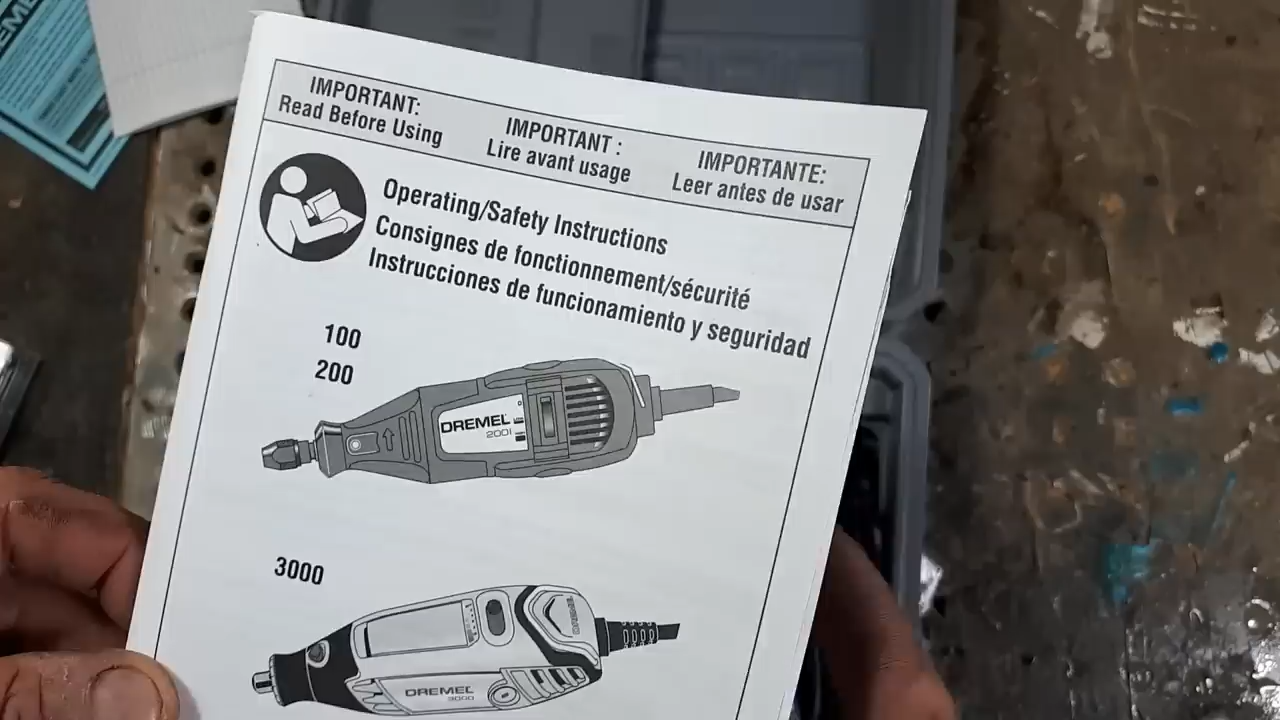 IMPORTANT:
Read Before Using
IMPORTANT :
Lire avant usage
IMPORTANTE:
Leer antes de usar
Operating/Safety Instructions
Consignes de fonctionnement/sécurité
Instrucciones de funcionamiento y seguridad
100
200
DREMEL
200
3000
DREMEL
3000